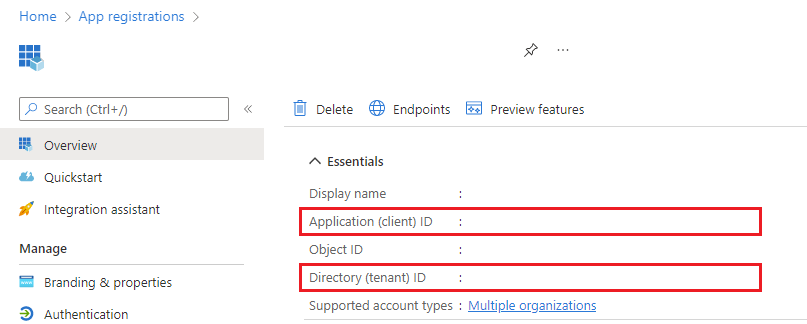 Home > App registrations >
...
Search (Ctrl+/)
«
Delete
Endpoints
Preview features
Overview
Quickstart
Integration assistant
Manage
Branding & properties
Authentication
Essentials
Display name :
Application (client) ID :
Object ID :
Directory (tenant) ID :
Supported account types : Multiple organizations